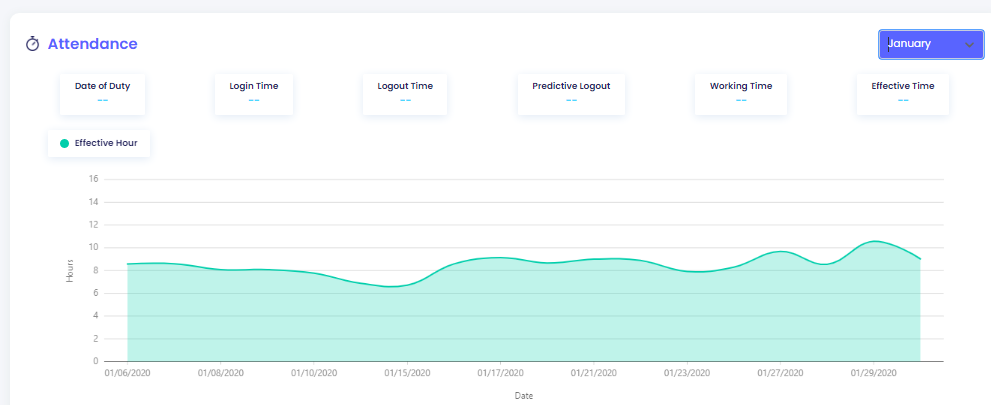 Attendance
January
Date of Duty
--
Login Time
--
Logout Time
--
Predictive Logout
--
Working Time
--
Effective Time
--
Effective Hour
16
14
12
10
8
6
4
2
0
Hours
01/06/2020 01/08/2020 01/10/2020 01/15/2020 01/17/2020 01/21/2020 01/23/2020 01/27/2020 01/29/2020
Date